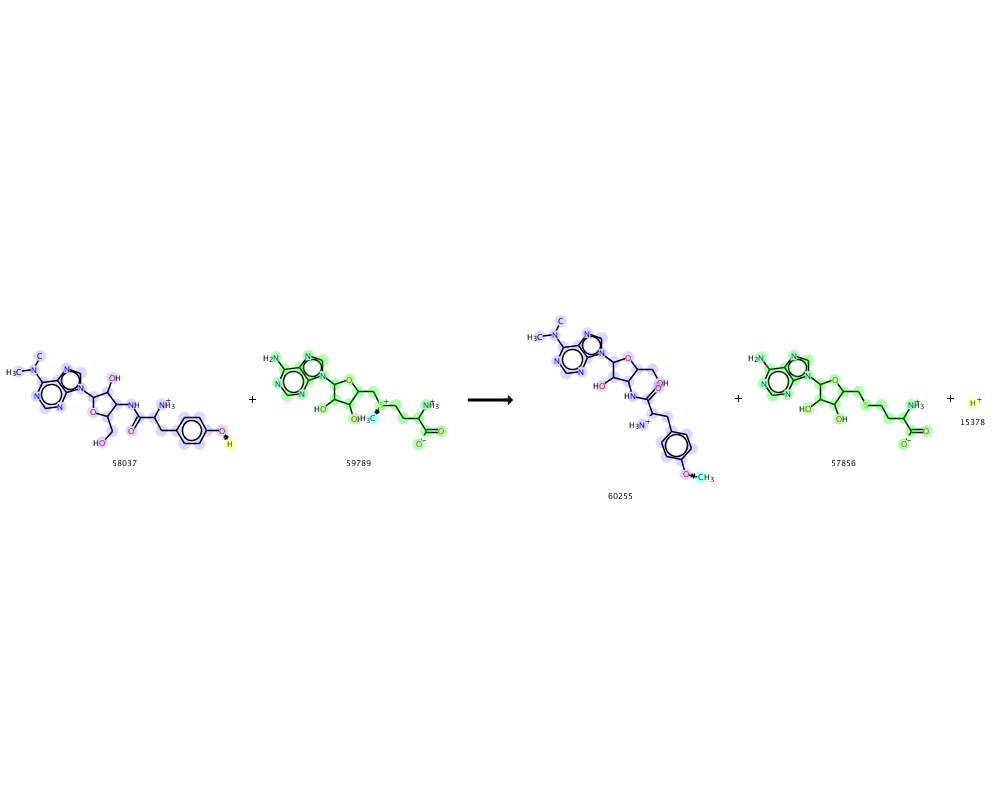 C
H₃C N N N N N OH O HO NH O NH₃⁺ O H
58037
+
H₂N N N N N O HO OH H₃C S⁺ NH₃⁺ O O⁻
59789
C
H₃C N N N N N O HO OH HN O H₃N⁺ O CH₃
60255
+
H₂N N N N N O HO OH S NH₃⁺ O O⁻
57856
+
H⁺
15378